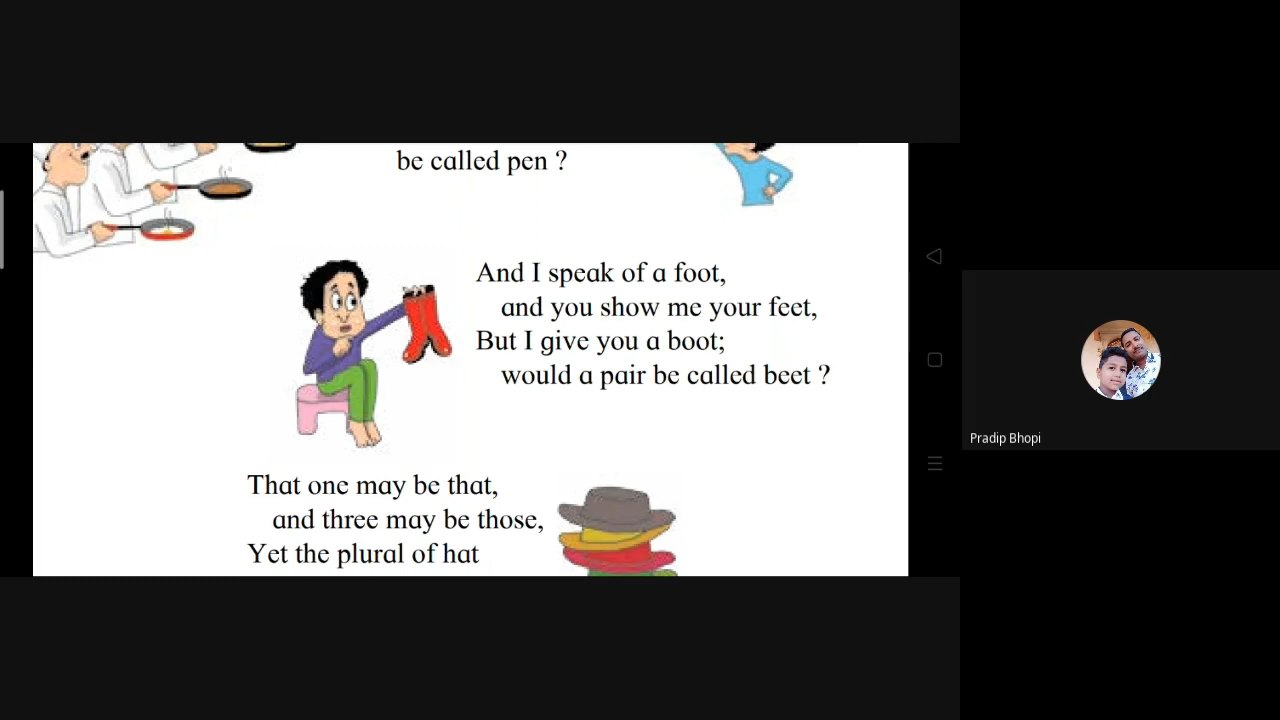 be called pen ?
And I speak of a foot,
and you show me your feet,
But I give you a boot;
would a pair be called beet ?
That one may be that,
and three may be those,
Yet the plural of hat
Pradip Bhopi